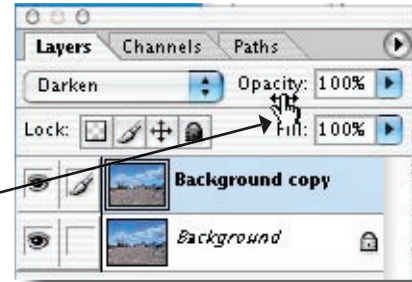 Layers Channels Paths
Darken Opacity: 100%
Lock: Fill: 100%
Background copy
Background